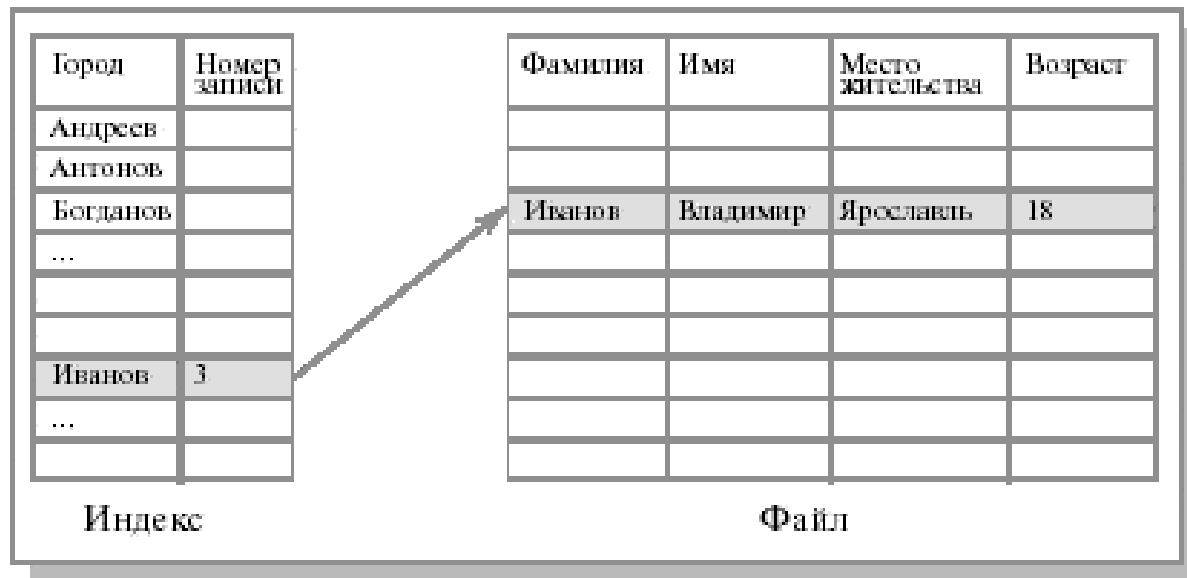 Город
Номер
записи
Андреев
Антонов
Богданов
...
Иванов 3
...
Индекс
Фамилия Имя Место
жительства Возраст
Иванов Владимир Ярославль 18
Файл